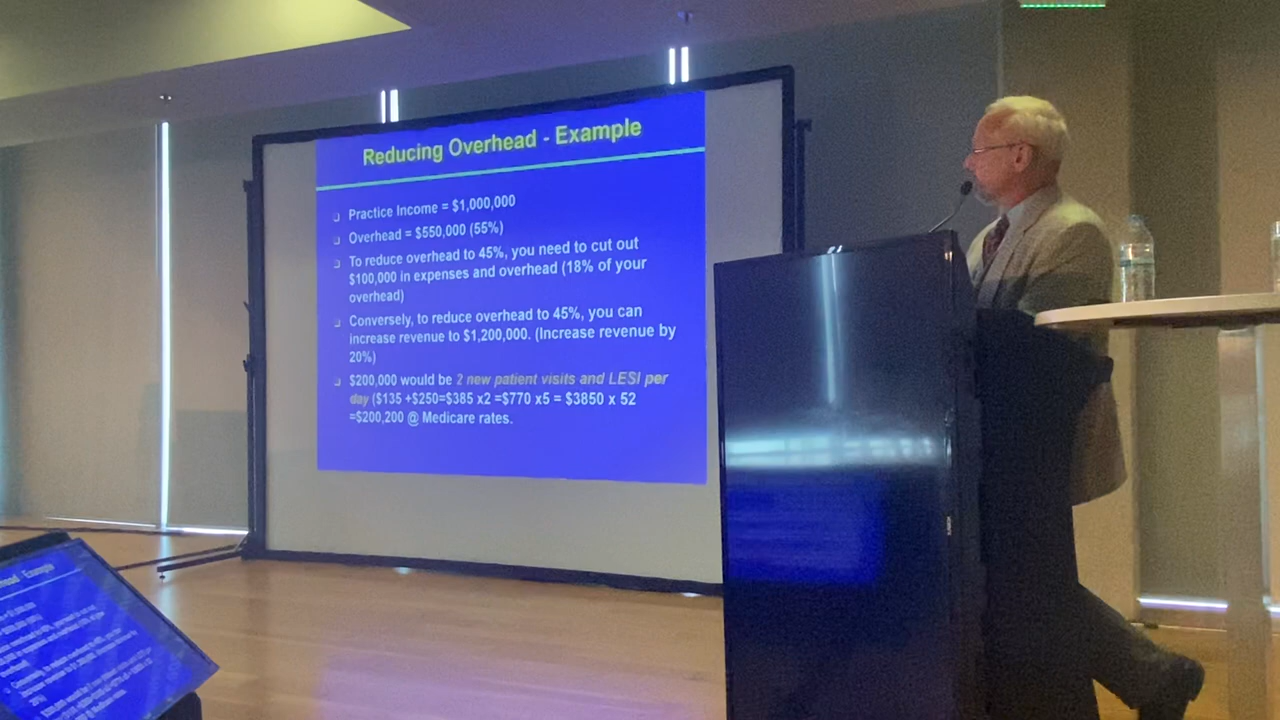 Reducing Overhead - Example
Practice Income = $1,000,000
Overhead = $550,000 (55%)
To reduce overhead to 45%, you need to cut out
$100,000 in expenses and overhead (18% of your
overhead)
Conversely, to reduce overhead to 45%, you can
increase revenue to $1,200,000. (Increase revenue by
20%)
$200,000 would be 2 new patient visits and LESI per
day ($135 +$250=$385 x2 =$770 x5 = $3850 x 52
=$200,200 @ Medicare rates.